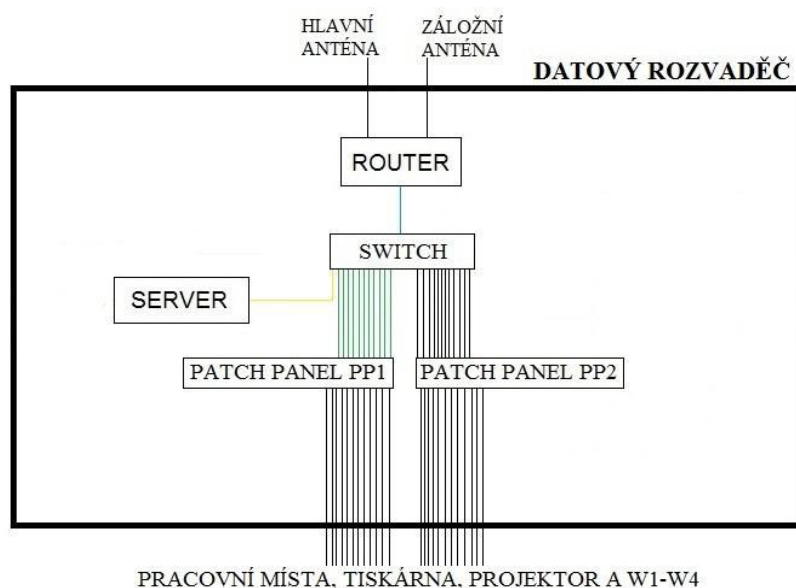 HLAVNÍ
ANTÉNA
ZÁLOŽNÍ
ANTÉNA
DATOVÝ ROZVADĚČ
ROUTER
SWITCH
SERVER
PATCH PANEL PP1
PATCH PANEL PP2
PRACOVNÍ MÍSTA, TISKÁRNA, PROJEKTOR A W1-W4